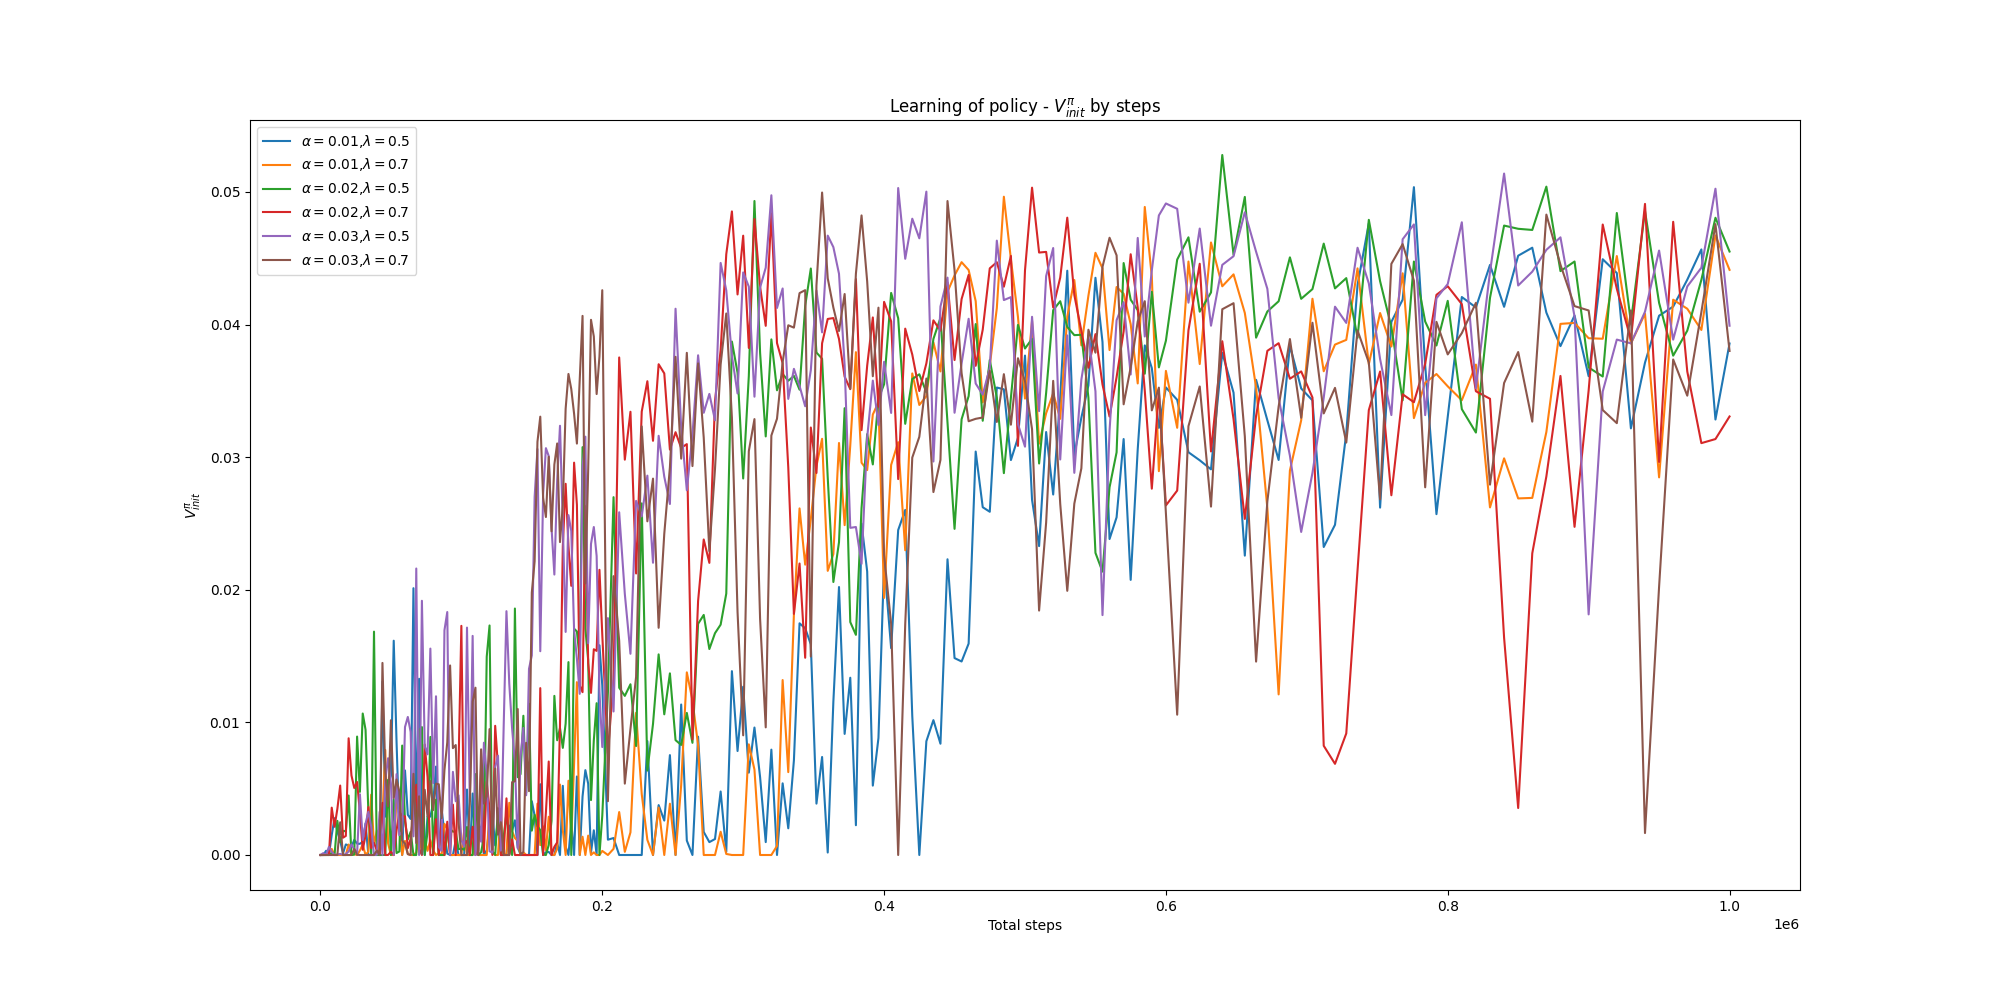 Learning of policy - $V^{\pi}_{init}$ by steps
α = 0.01,λ = 0.5
α = 0.01,λ = 0.7
α = 0.02,λ = 0.5
α = 0.02,λ = 0.7
α = 0.03,λ = 0.5
α = 0.03,λ = 0.7
0.05
0.04
0.03
0.02
0.01
0.00
$V^{\pi}_{init}$
0.0 0.2 0.4 0.6 0.8 1.0
1e6
Total steps